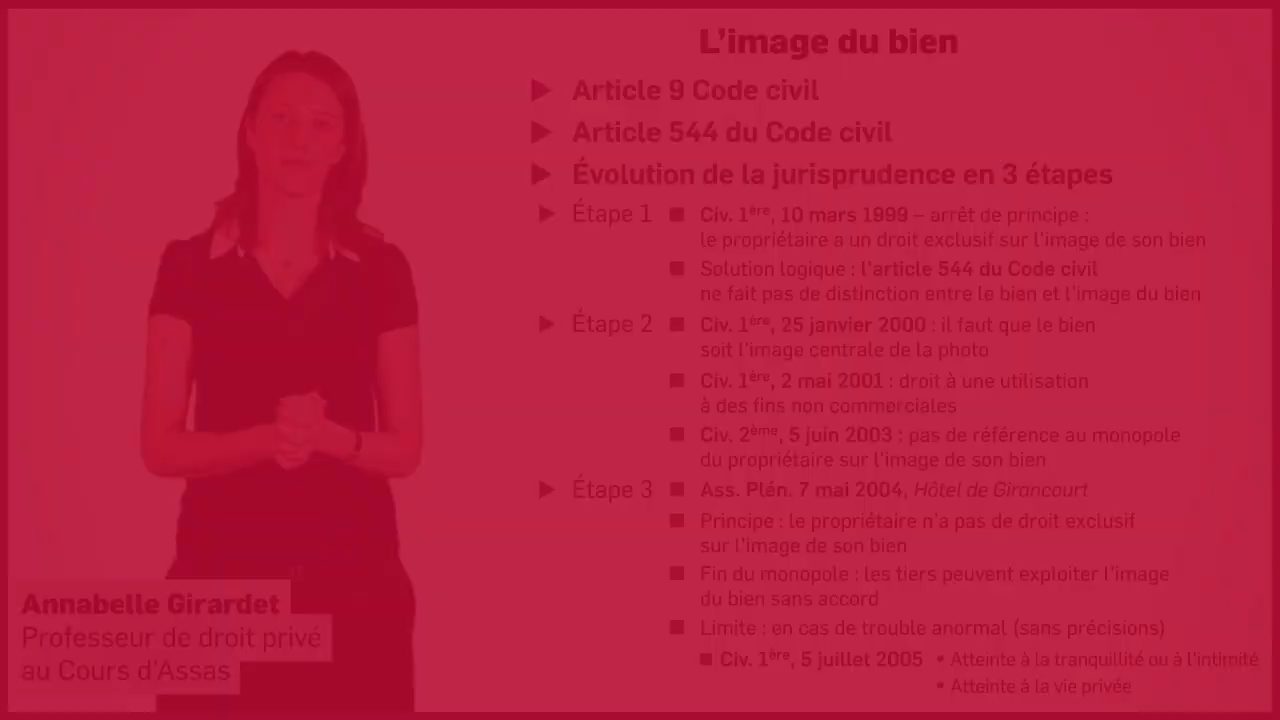 L'image du bien
▶ Article 9 Code civil
▶ Article 544 du Code civil
▶ Évolution de la jurisprudence en 3 étapes
▶ Étape 1 ■ Civ. 1ère, 10 mars 1999 – arrêt de principe :
le propriétaire a un droit exclusif sur l'image de son bien
■ Solution logique : l'article 544 du Code civil
ne fait pas de distinction entre le bien et l'image du bien
▶ Étape 2 ■ Civ. 1ère, 25 janvier 2000 : il faut que le bien
soit l'image centrale de la photo
■ Civ. 1ère, 2 mai 2001 : droit à une utilisation
à des fins non commerciales
■ Civ. 2ème, 5 juin 2003 : pas de référence au monopole
du propriétaire sur l'image de son bien
▶ Étape 3 ■ Ass. Plén. 7 mai 2004, Hôtel de Girancourt
■ Principe : le propriétaire n'a pas de droit exclusif
sur l'image de son bien
■ Fin du monopole : les tiers peuvent exploiter l'image
du bien sans accord
■ Limite : en cas de trouble anormal (sans précisions)
■ Civ. 1ère, 5 juillet 2005 • Atteinte à la tranquillité ou à l'intimité
• Atteinte à la vie privée
Annabelle Girardet
Professeur de droit privé
au Cours d'Assas